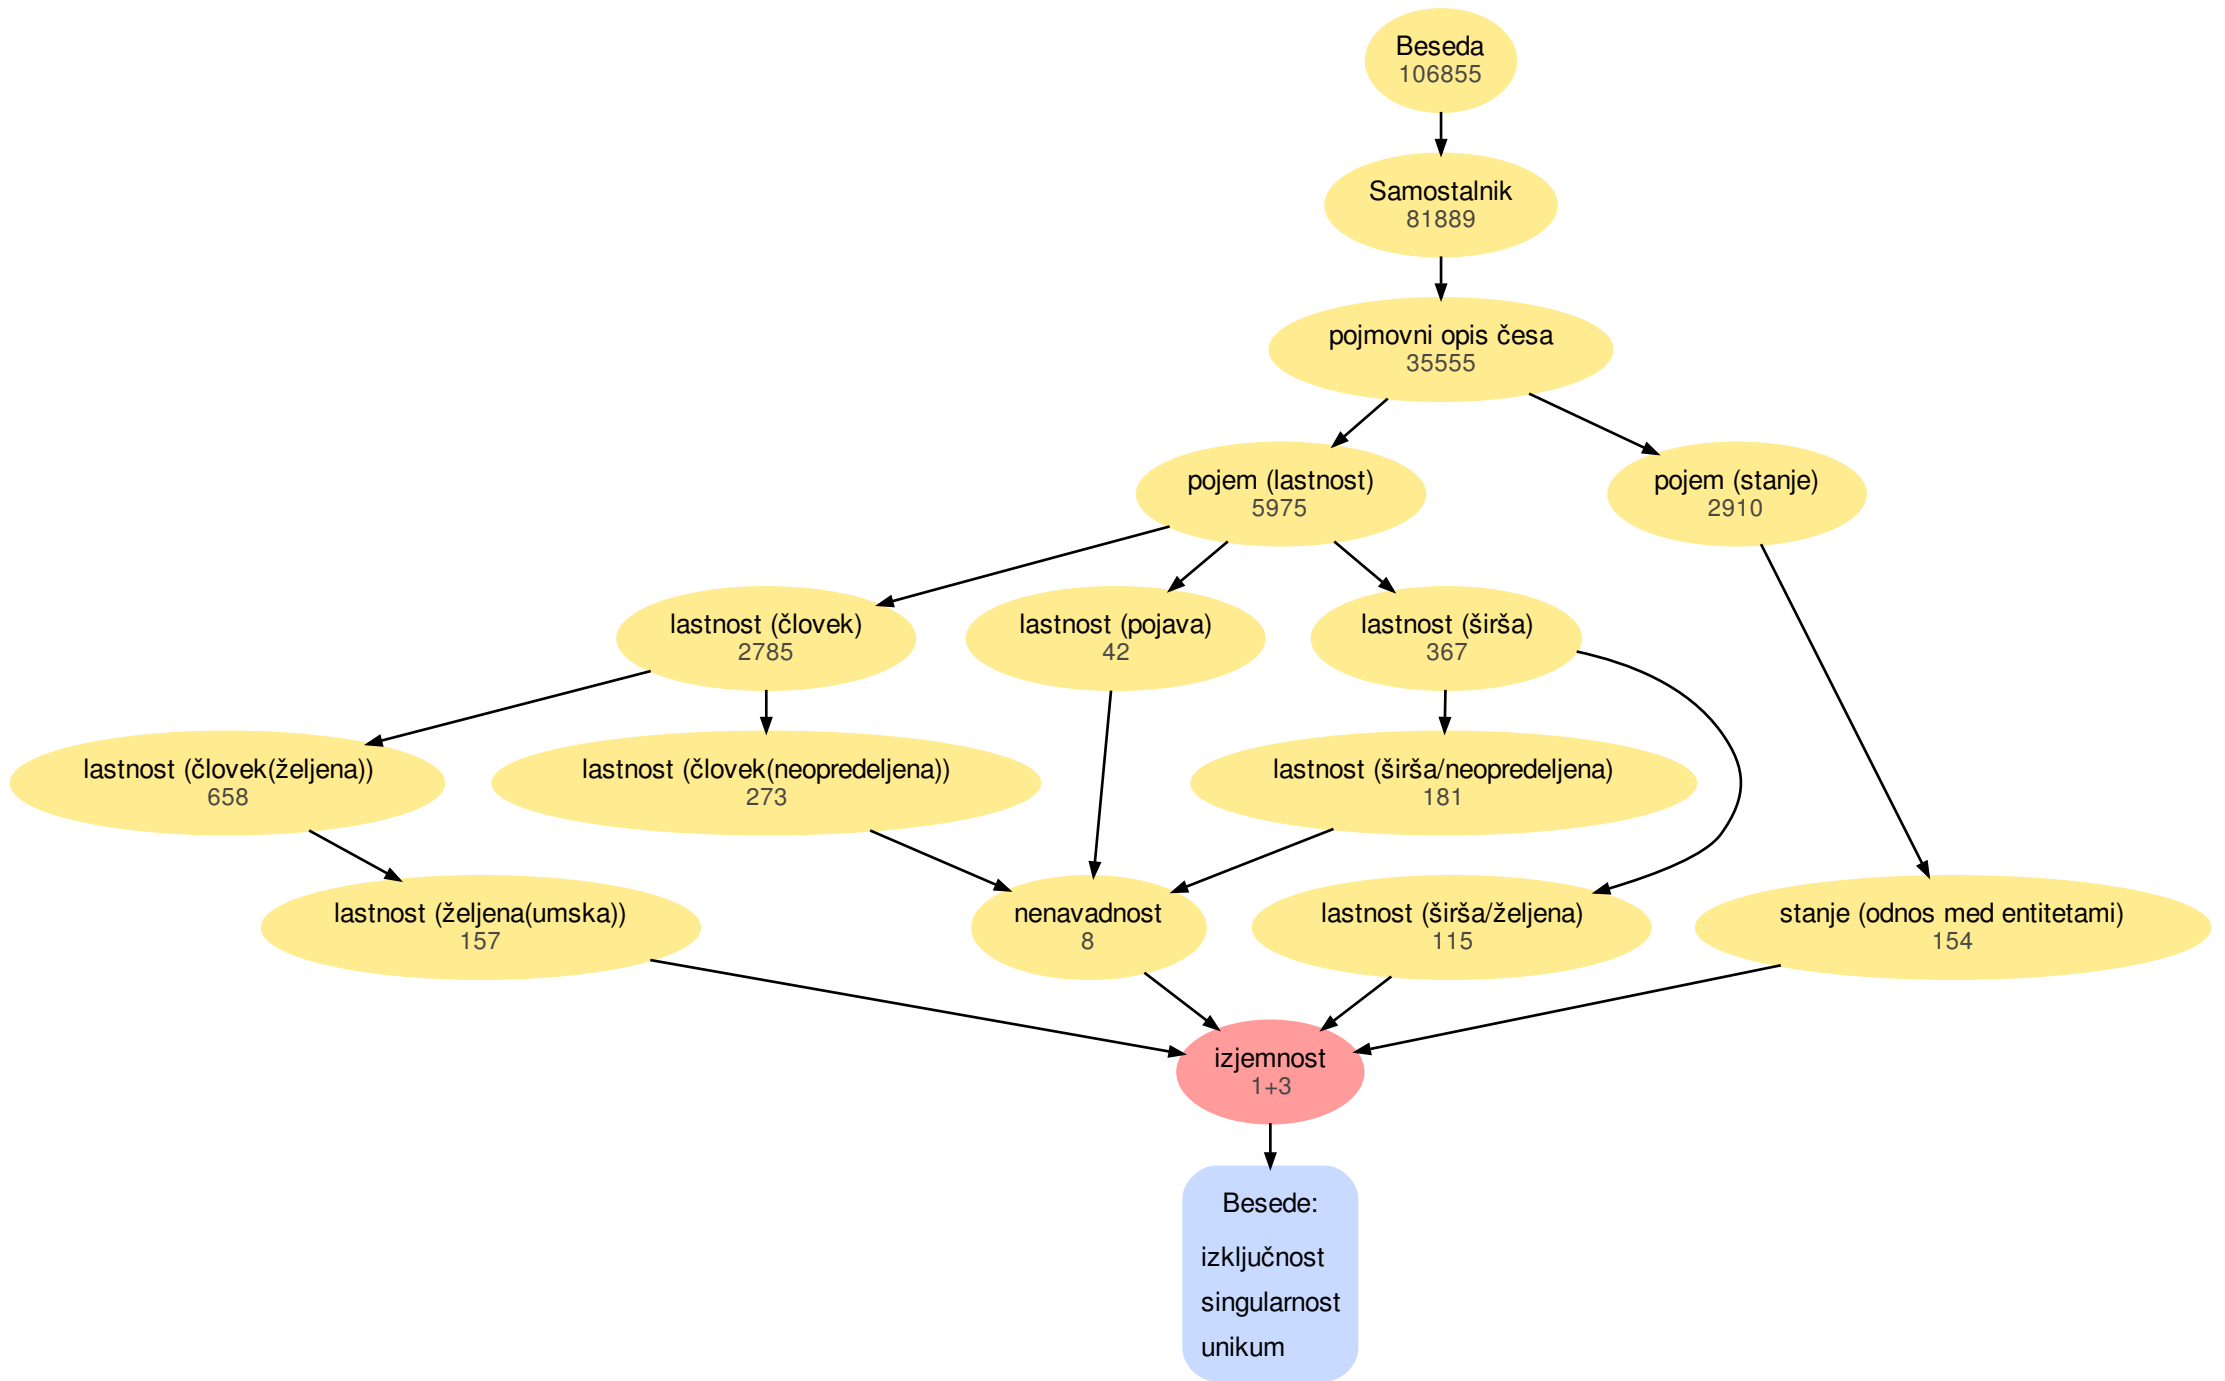 Beseda
106855
Samostalnik
81889
pojmovni opis česa
35555
pojem (lastnost)
5975
pojem (stanje)
2910
lastnost (človek)
2785
lastnost (pojava)
42
lastnost (širša)
367
lastnost (človek(željena))
658
lastnost (človek(neopredeljena))
273
lastnost (širša/neopredeljena)
181
lastnost (željena(umska))
157
nenavadnost
8
lastnost (širša/željena)
115
stanje (odnos med entitetami)
154
izjemnost
1+3
Besede:
izključnost
singularnost
unikum